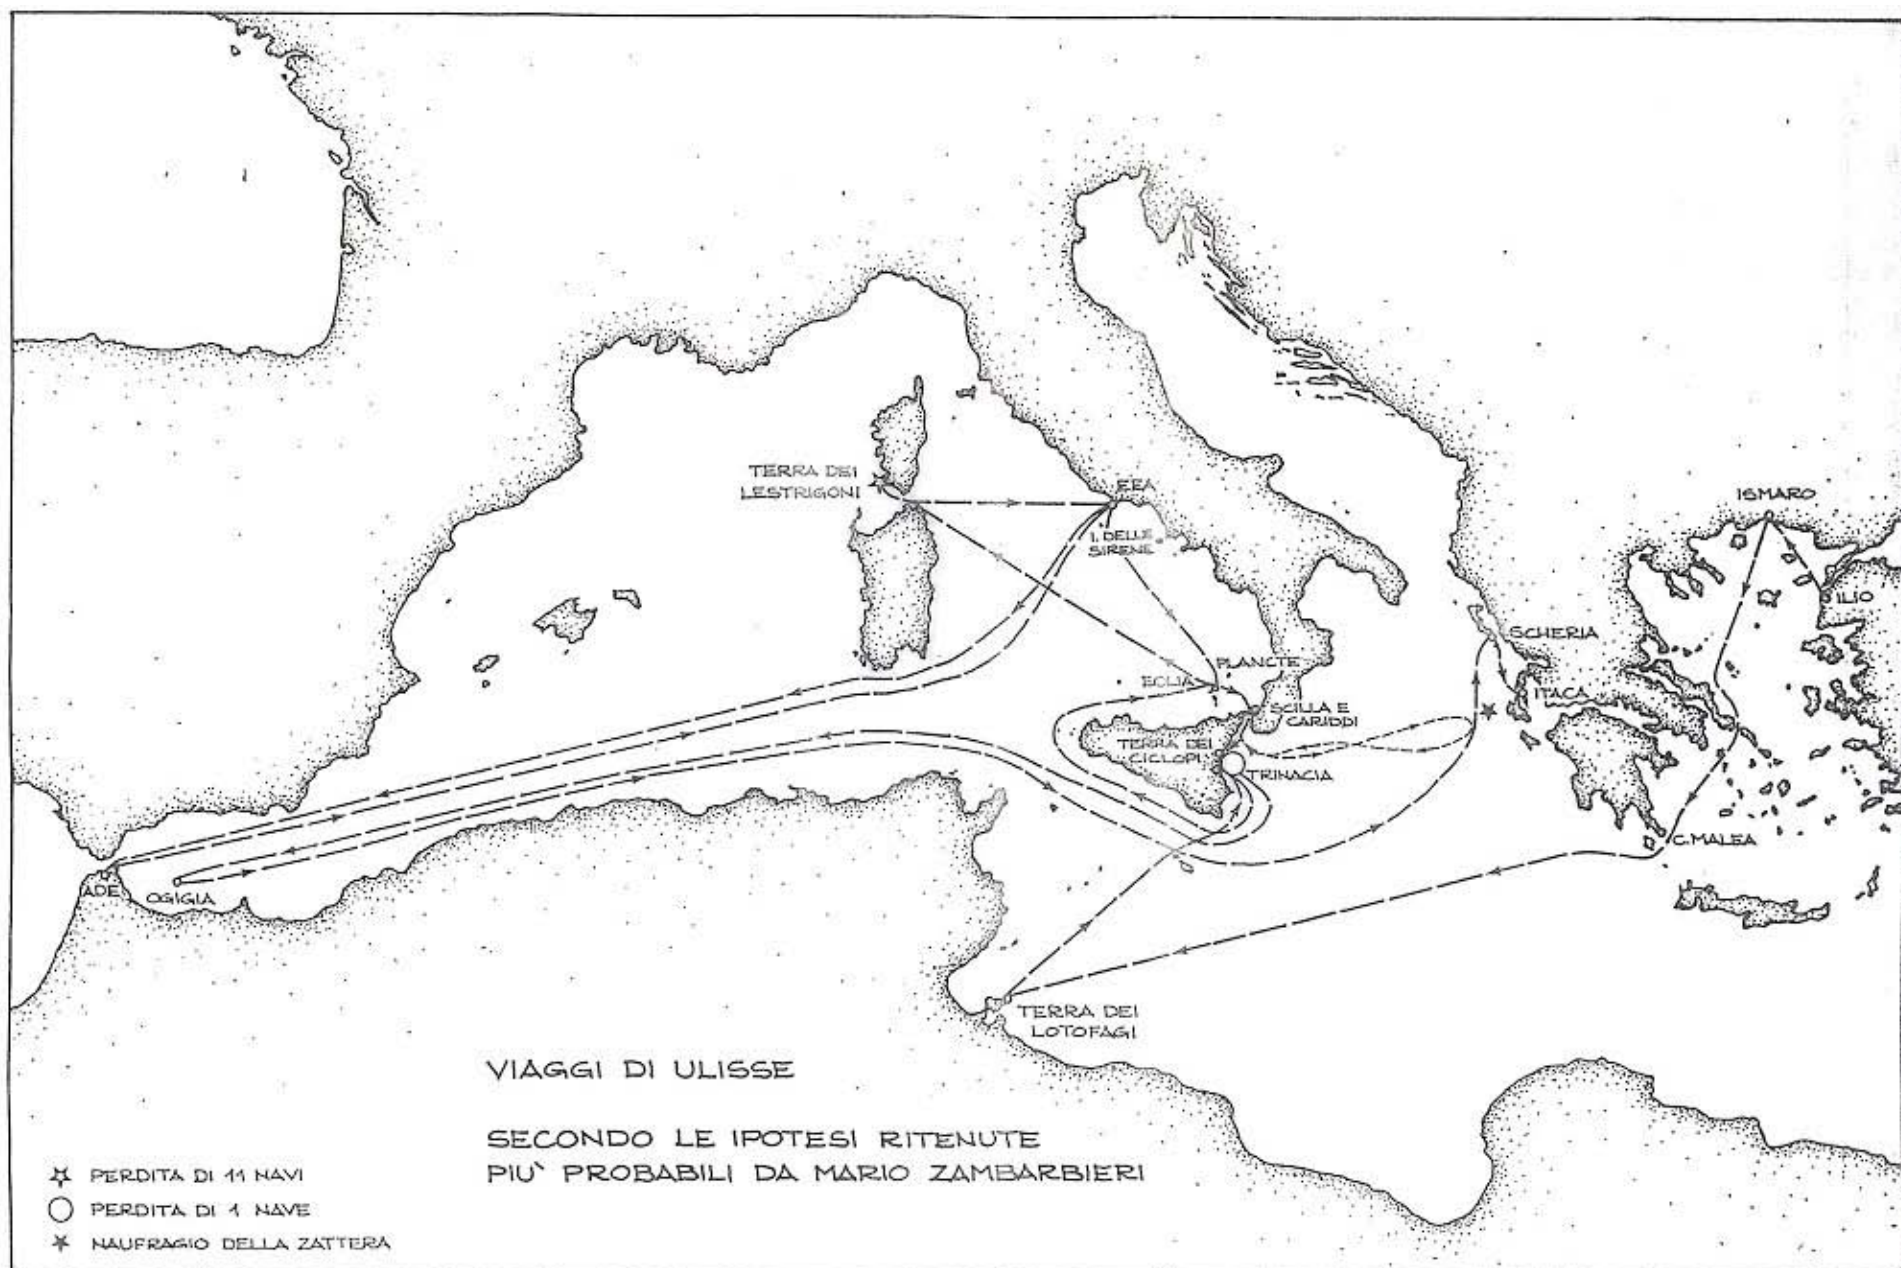 TERRA DEI
LESTRIGONI
EEA
I. DELLE
SIRENE
ISMARO
ILIO
SCHERIA
PLANCTE
EOLIA
ITACA
SCILLA E
CARIDDI
TERRA DEI
CICLOPI
TRINACIA
C. MALEA
ADE
OGIGIA
TERRA DEI
LOTOFAGI
VIAGGI DI ULISSE
SECONDO LE IPOTESI RITENUTE
PIU' PROBABILI DA MARIO ZAMBARBIERI
PERDITA DI 11 NAVI
PERDITA DI 1 NAVE
NAUFRAGIO DELLA ZATTERA